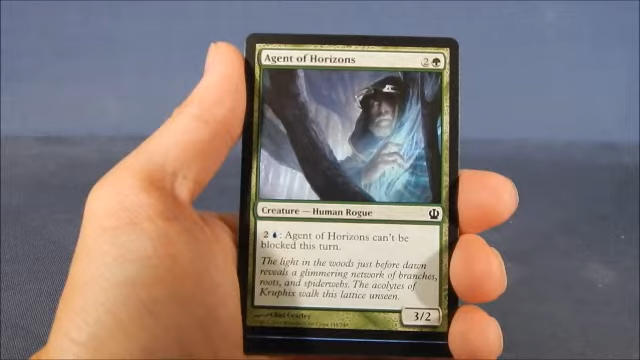 Agent of Horizons 2
Creature — Human Rogue
2 : Agent of Horizons can't be
blocked this turn.
The light in the woods just before dawn
reveals a glimmering network of branches,
roots, and spiderwebs. The acolytes of
Kruphix walk this lattice unseen.
3/2